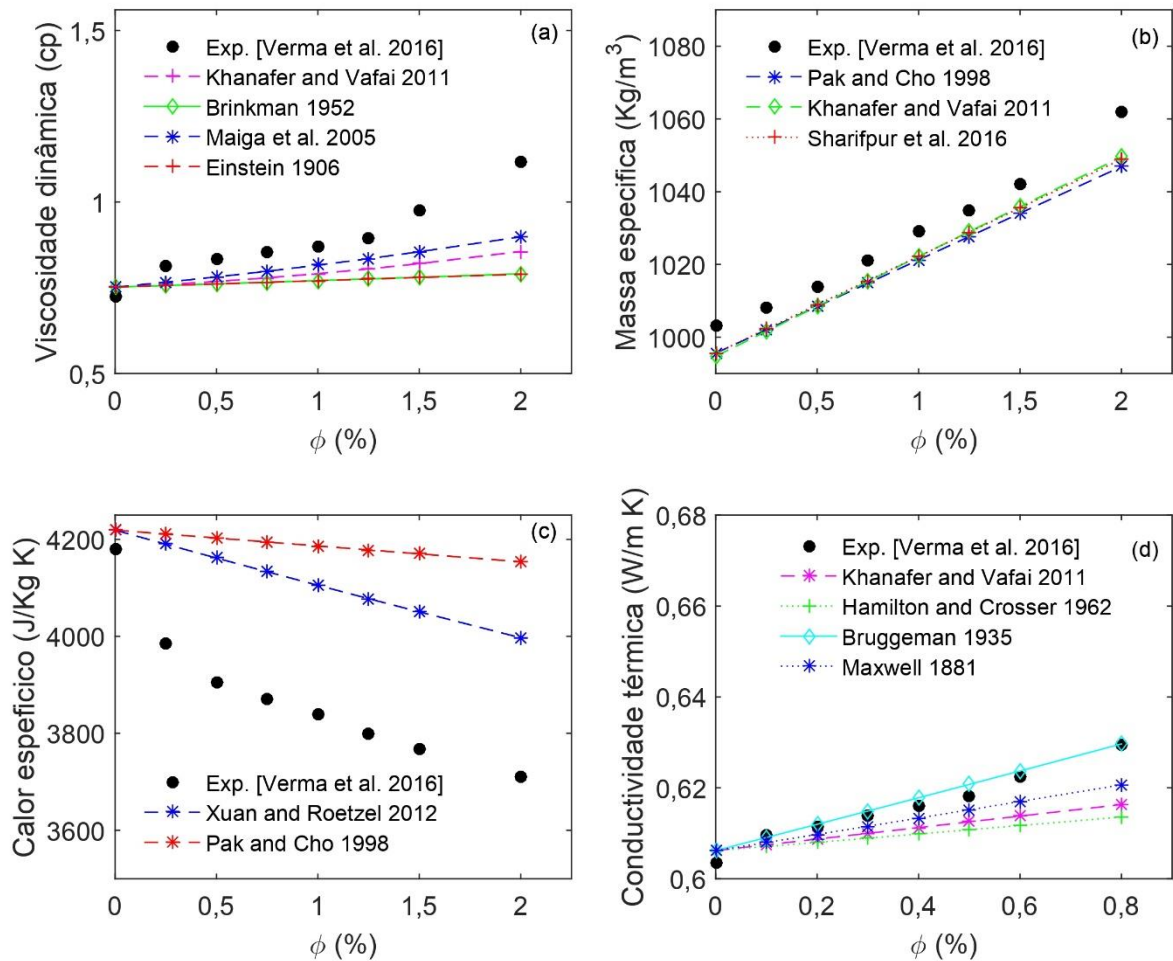 (a)
Viscosidade dinâmica (cp)
1,5
1
0,5
Exp. [Verma et al. 2016]
Khanafer and Vafai 2011
Brinkman 1952
Maiga et al. 2005
Einstein 1906
0 0,5 1 1,5 2
ϕ (%)
(b)
Massa especifica (Kg/m³)
1080
1060
1040
1020
1000
Exp. [Verma et al. 2016]
Pak and Cho 1998
Khanafer and Vafai 2011
Sharifpur et al. 2016
0 0,5 1 1,5 2
ϕ (%)
(c)
Calor espeficico (J/Kg K)
4200
4000
3800
3600
Exp. [Verma et al. 2016]
Xuan and Roetzel 2012
Pak and Cho 1998
0 0,5 1 1,5 2
ϕ (%)
(d)
Conductividade térmica (W/m K)
0,68
0,66
0,64
0,62
0,6
Exp. [Verma et al. 2016]
Khanafer and Vafai 2011
Hamilton and Crosser 1962
Bruggeman 1935
Maxwell 1881
0 0,2 0,4 0,6 0,8
ϕ (%)